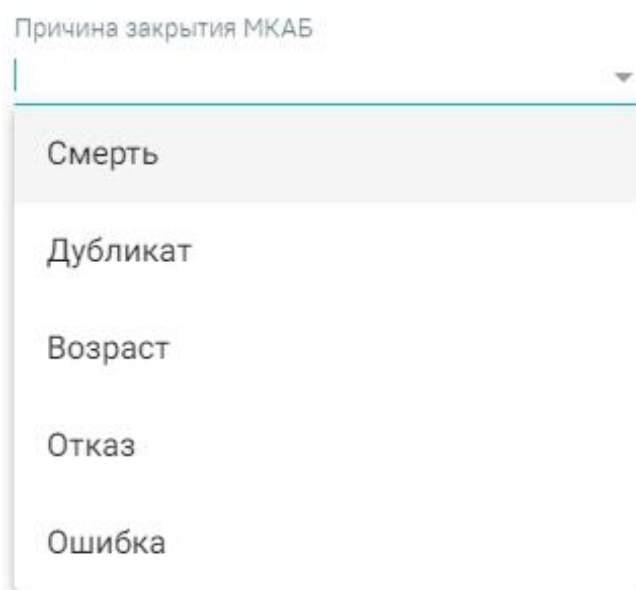 Причина закрытия МКАБ
Смерть
Дубликат
Возраст
Отказ
Ошибка